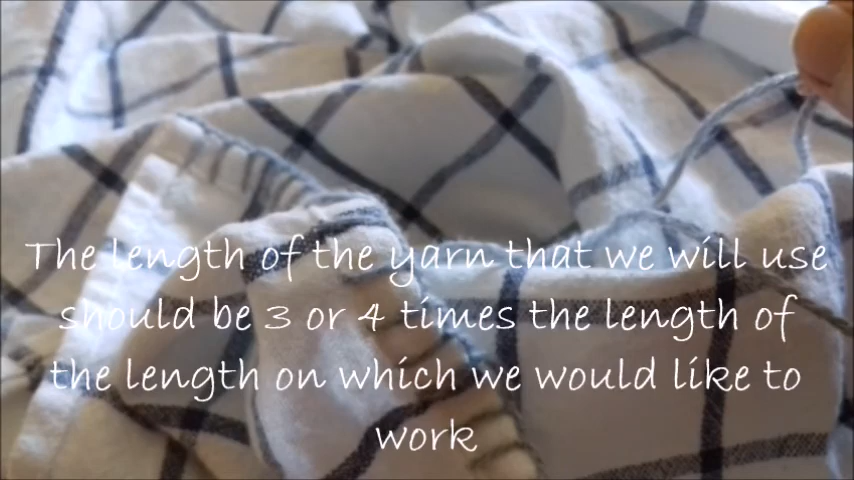 The length of the yarn that we will use
should be 3 or 4 times the length of
the length on which we would like to
work